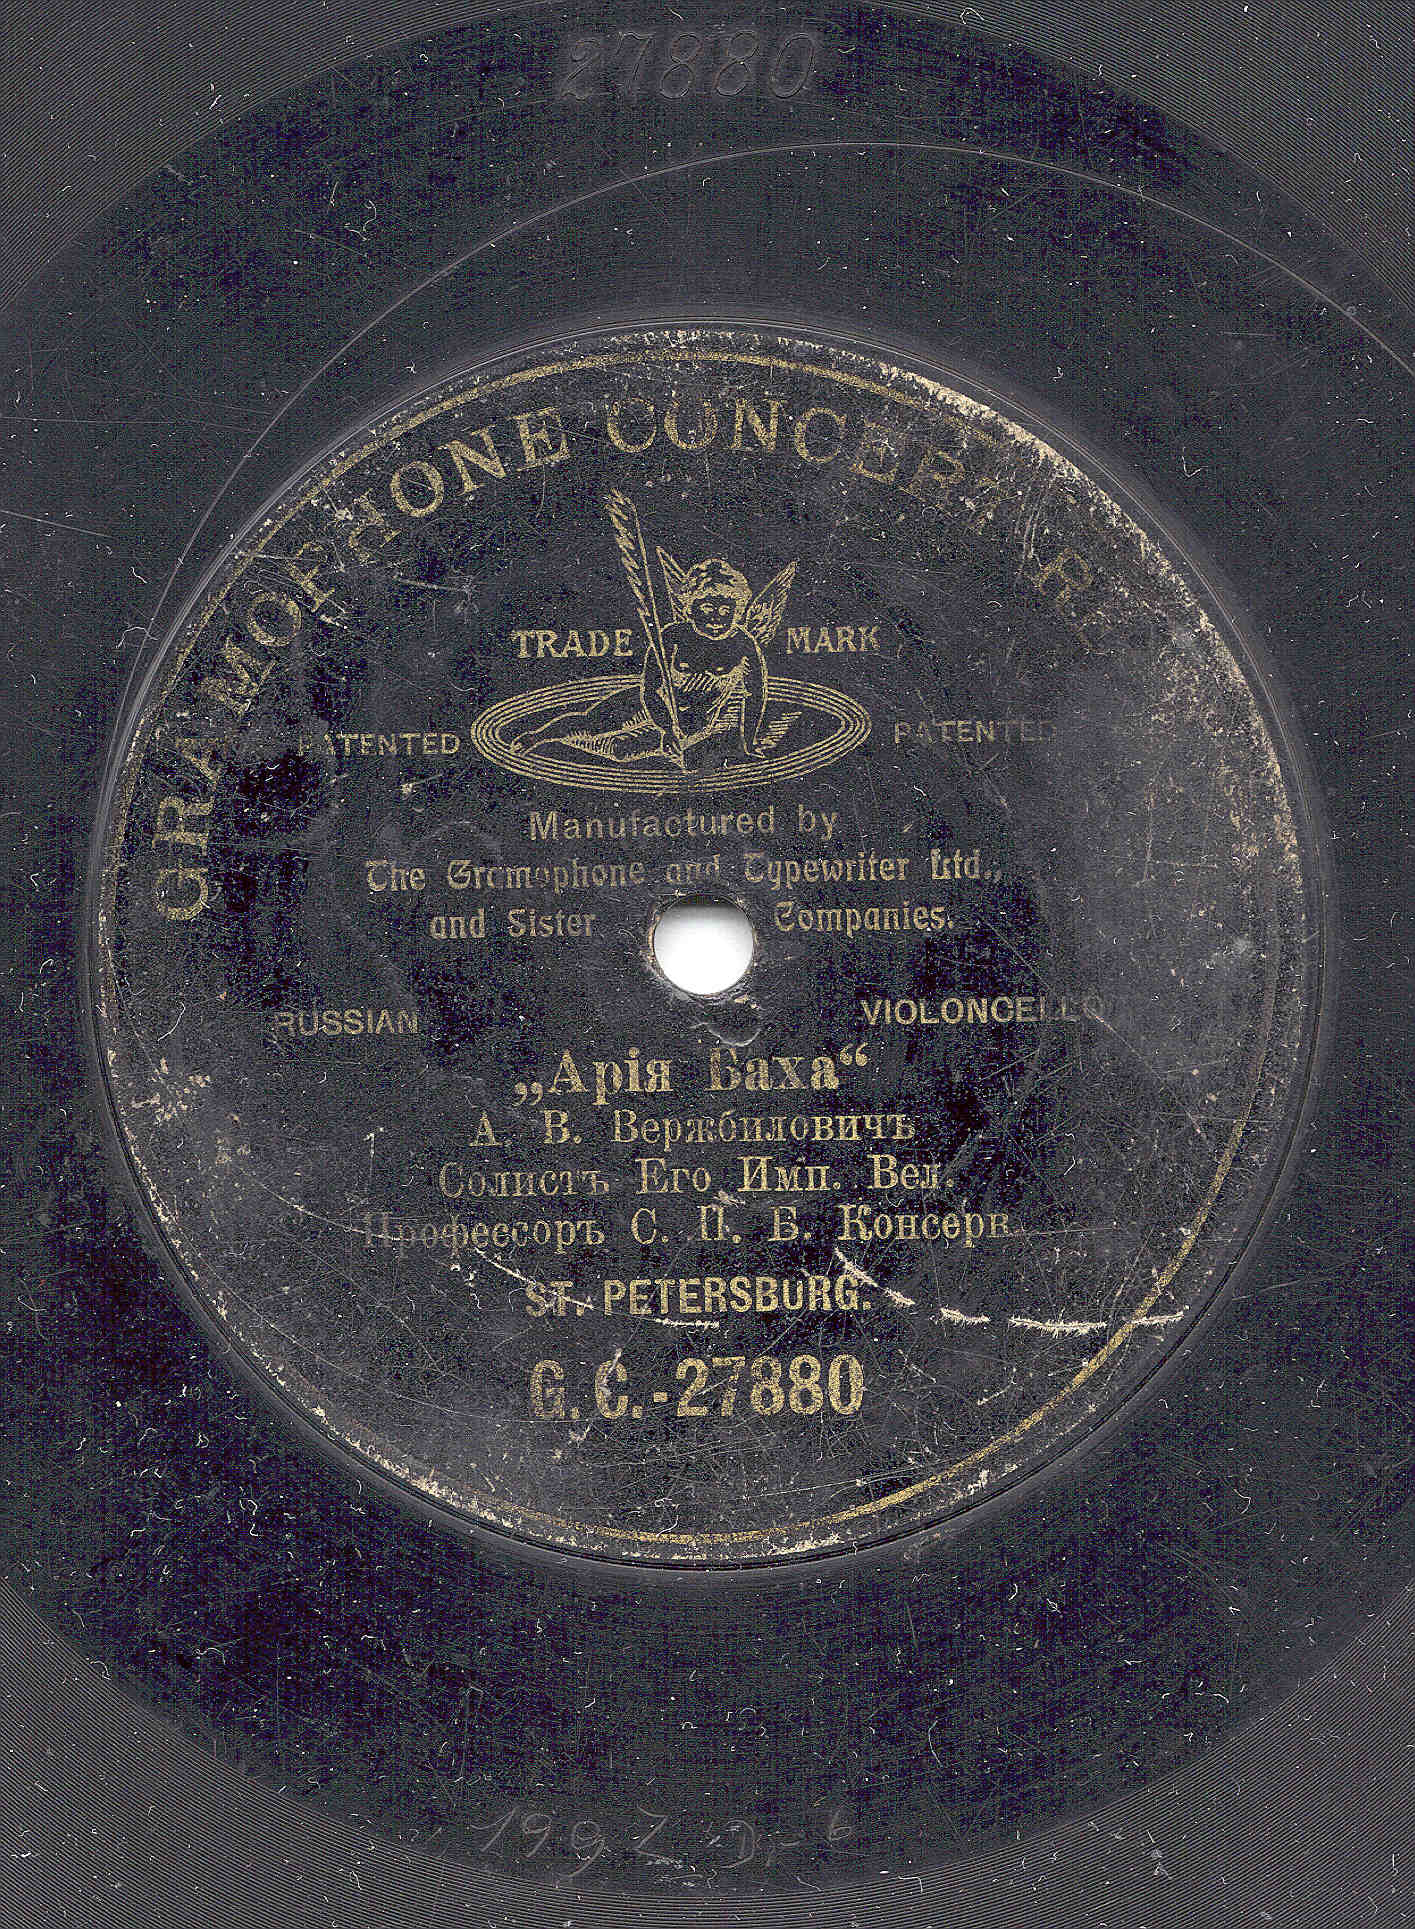 27880
GRAMOPHONE CONCERT RE
TRADE MARK
PATENTED PATENTED
Manufactured by
The Gramophone and Typewriter Ltd.,
and Sister Companies.
RUSSIAN VIOLONCELLO
„Арія Баха“
А. В. Вержбиловичъ
Солистъ Его Имп. Вел.
Профессоръ С. П. Б. Консерв.
ST. PETERSBURG.
G. C.-27880